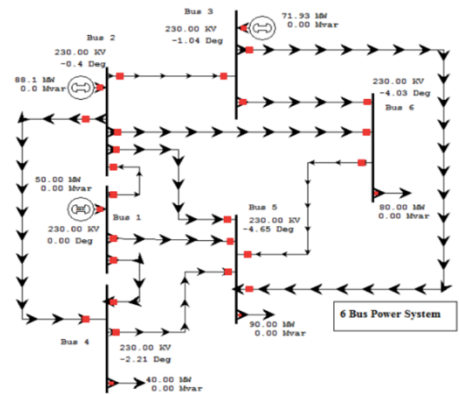 Bus 3
71.93 MW
0.00 Mvar
230.00 KV
-1.04 Deg
Bus 2
230.00 KV
-0.4 Deg
88.1 MW
0.0 Mvar
230.00 KV
-4.03 Deg
Bus 6
80.00 MW
0.00 Mvar
50.00 MW
0.00 Mvar
Bus 1
230.00 KV
0.00 Deg
Bus 5
230.00 KV
-4.65 Deg
90.00 MW
0.00 Mvar
6 Bus Power System
Bus 4
230.00 KV
-2.21 Deg
40.00 MW
0.00 Mvar